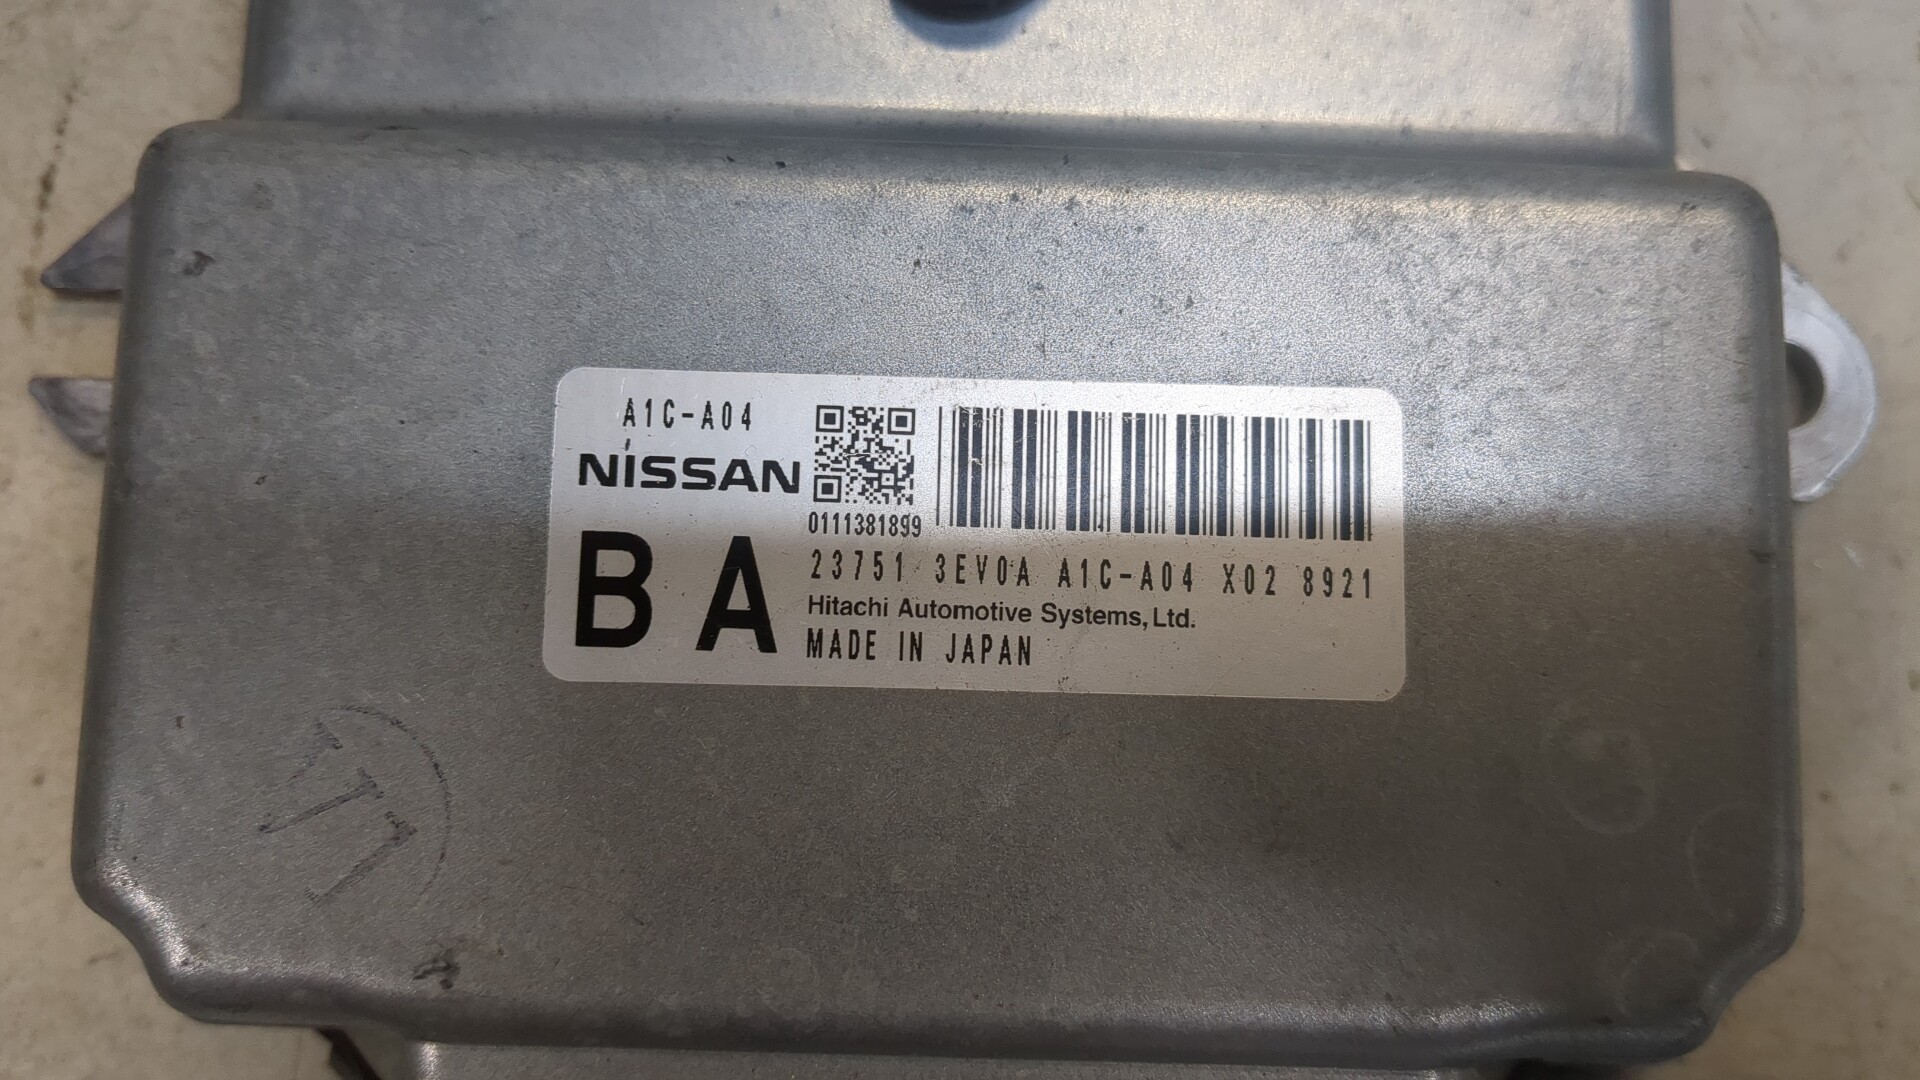 A1C-A04
NISSAN
0111381899
BA
23751 3EV0A A1C-A04 X02 8921
Hitachi Automotive Systems, Ltd.
MADE IN JAPAN